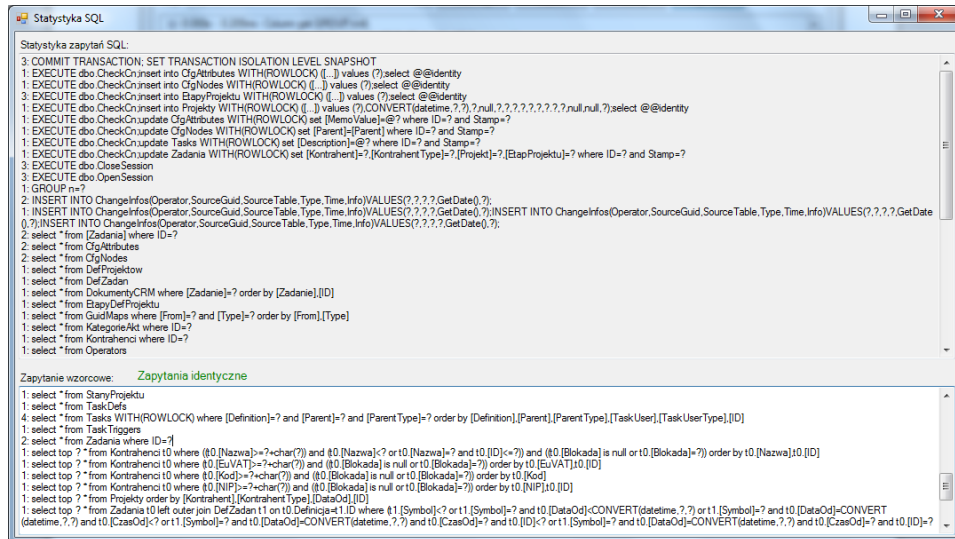 Statystyka SQL
Statystyka zapytań SQL:
3: COMMIT TRANSACTION; SET TRANSACTION ISOLATION LEVEL SNAPSHOT
1: EXECUTE dbo.CheckCn;insert into CfgAttributes WITH(ROWLOCK) ([...]) values (?);select @@identity
1: EXECUTE dbo.CheckCn;insert into CfgNodes WITH(ROWLOCK) ([...]) values (?);select @@identity
3: EXECUTE dbo.CheckCn;insert into EtapyProjektu WITH(ROWLOCK) ([...]) values (?);select @@identity
1: EXECUTE dbo.CheckCn;insert into Projekty WITH(ROWLOCK) ([...]) values (?),CONVERT(datetime,?,?),?,null,?,?,?,?,?,?,?,?,?,?,null,null,?);select @@identity
1: EXECUTE dbo.CheckCn;update CfgAttributes WITH(ROWLOCK) set [MemoValue]=@? where ID=? and Stamp=?
1: EXECUTE dbo.CheckCn;update CfgNodes WITH(ROWLOCK) set [Parent]=[Parent] where ID=? and Stamp=?
1: EXECUTE dbo.CheckCn;update Tasks WITH(ROWLOCK) set [Description]=@? where ID=? and Stamp=?
1: EXECUTE dbo.CheckCn;update Zadania WITH(ROWLOCK) set [Kontrahent]=?,[KontrahentType]=?,[Projekt]=?,[EtapProjektu]=? where ID=? and Stamp=?
3: EXECUTE dbo.CloseSession
3: EXECUTE dbo.OpenSession
1: GROUP n=?
2: INSERT INTO ChangeInfos(Operator,SourceGuid,SourceTable,Type,Time,Info)VALUES(?,?,?,?,GetDate(),?);
1: INSERT INTO ChangeInfos(Operator,SourceGuid,SourceTable,Type,Time,Info)VALUES(?,?,?,?,GetDate(),?);INSERT INTO ChangeInfos(Operator,SourceGuid,SourceTable,Type,Time,Info)VALUES(?,?,?,?,GetDate
(),?);INSERT INTO ChangeInfos(Operator,SourceGuid,SourceTable,Type,Time,Info)VALUES(?,?,?,?,GetDate(),?);
2: select * from [Zadania] where ID=?
2: select * from CfgAttributes
2: select * from CfgNodes
1: select * from DefProjektow
1: select * from DefZadan
1: select * from DokumentyCRM where [Zadanie]=? order by [Zadanie],[ID]
1: select * from EtapyDefProjektu
1: select * from GuidMaps where [From]=? and [Type]=? order by [From],[Type]
1: select * from KategorieAkt where ID=?
1: select * from Kontrahenci where ID=?
1: select * from Operators
Zapytanie wzorcowe: Zapytania identyczne
1: select * from StanyProjektu
1: select * from TaskDefs
4: select * from Tasks WITH(ROWLOCK) where [Definition]=? and [Parent]=? and [ParentType]=? order by [Definition],[Parent],[ParentType],[TaskUser],[TaskUserType],[ID]
1: select * from TaskTriggers
2: select * from Zadania where ID=?
1: select top ? * from Kontrahenci t0 where ((t0.[Nazwa]>=?+char(?)) and (t0.[Nazwa]<? or t0.[Nazwa]=? and t0.[ID]<=?)) and ((t0.[Blokada] is null or t0.[Blokada]=?)) order by t0.[Nazwa],t0.[ID]
1: select top ? * from Kontrahenci t0 where (t0.[EuVAT]>=?+char(?)) and ((t0.[Blokada] is null or t0.[Blokada]=?)) order by t0.[EuVAT],t0.[ID]
1: select top ? * from Kontrahenci t0 where (t0.[Kod]>=?+char(?)) and ((t0.[Blokada] is null or t0.[Blokada]=?)) order by t0.[Kod]
1: select top ? * from Kontrahenci t0 where (t0.[NIP]>=?+char(?)) and ((t0.[Blokada] is null or t0.[Blokada]=?)) order by t0.[NIP],t0.[ID]
1: select top ? * from Projekty order by [Kontrahent],[KontrahentType],[DataOd],[ID]
1: select top ? * from Zadania t0 left outer join DefZadan t1 on t0.Definicja=t1.ID where (t1.[Symbol]<? or t1.[Symbol]=? and t0.[DataOd]<CONVERT(datetime,?,?) or t1.[Symbol]=? and t0.[DataOd]=CONVERT
(datetime,?,?) and t0.[CzasOd]<? or t1.[Symbol]=? and t0.[DataOd]=CONVERT(datetime,?,?) and t0.[CzasOd]=? and t0.[ID]<? or t1.[Symbol]=? and t0.[DataOd]=CONVERT(datetime,?,?) and t0.[CzasOd]=? and t0.[ID]=?